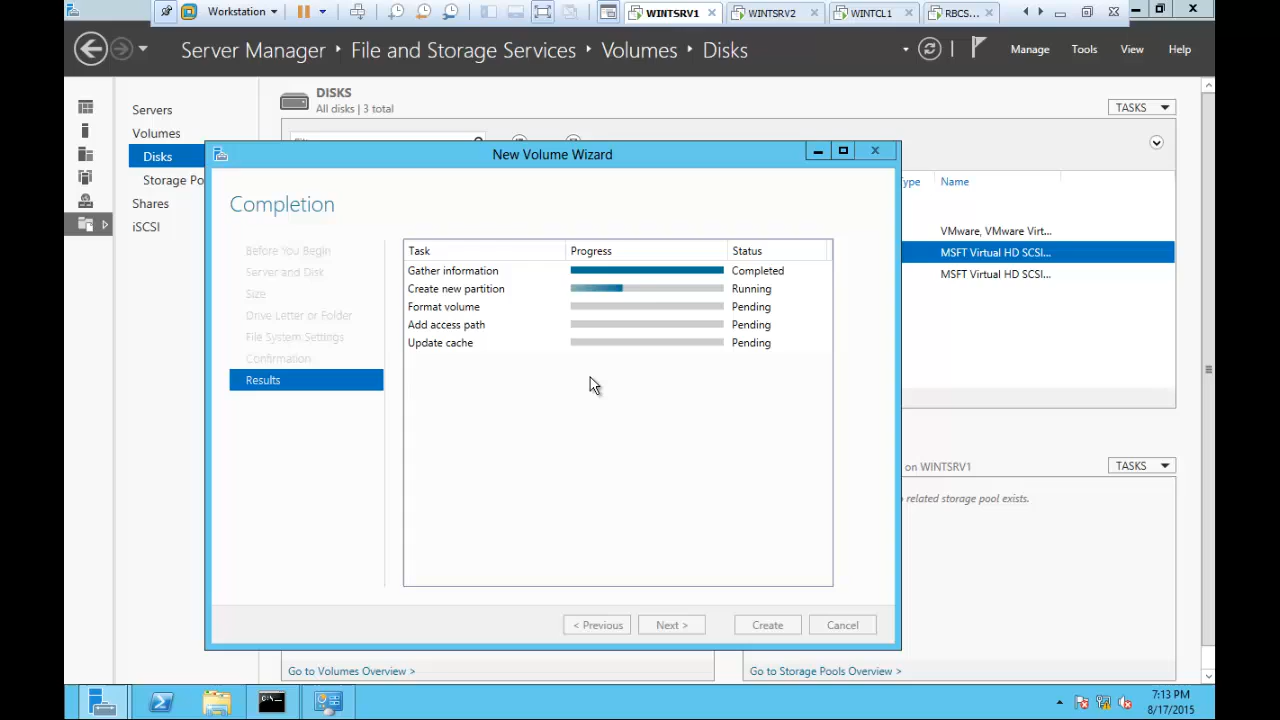 Workstation
WINTSRV1
WINTSRV2
WINTCL1
RBCS...
Server Manager
File and Storage Services
Volumes
Disks
Manage
Tools
View
Help
Servers
Volumes
Disks
Storage Po
Shares
iSCSI
DISKS
All disks | 3 total
TASKS
Name
VMware, VMware Virt...
MSFT Virtual HD SCSI...
MSFT Virtual HD SCSI...
New Volume Wizard
Completion
Before You Begin
Server and Disk
Size
Drive Letter or Folder
File System Settings
Confirmation
Results
Task Progress Status
Gather information Completed
Create new partition Running
Format volume Pending
Add access path Pending
Update cache Pending
< Previous
Next >
Create
Cancel
on WINTSRV1
TASKS
related storage pool exists.
Go to Volumes Overview >
Go to Storage Pools Overview >
7:13 PM
8/17/2015